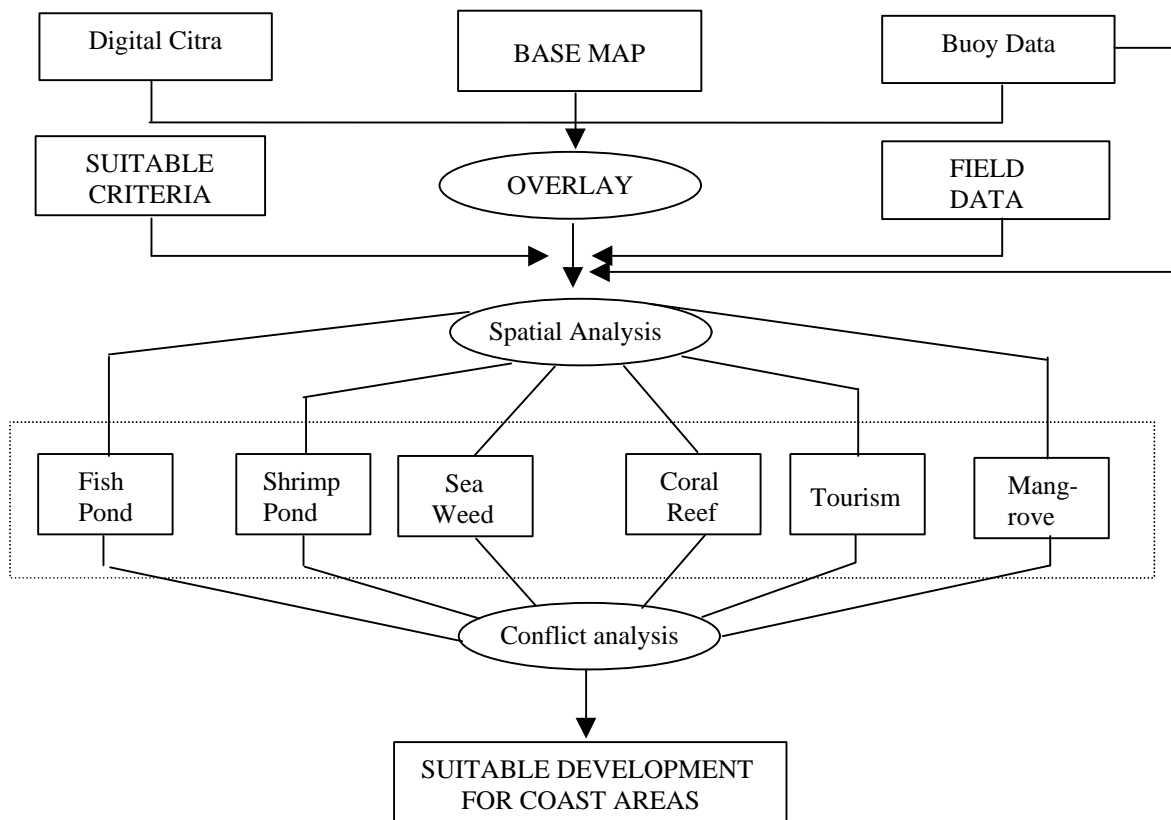 Digital Citra
BASE MAP
Buoy Data
SUITABLE
CRITERIA
OVERLAY
FIELD
DATA
Spatial Analysis
Fish
Pond
Shrimp
Pond
Sea
Weed
Coral
Reef
Tourism
Mang-
rove
Conflict analysis
SUITABLE DEVELOPMENT
FOR COAST AREAS